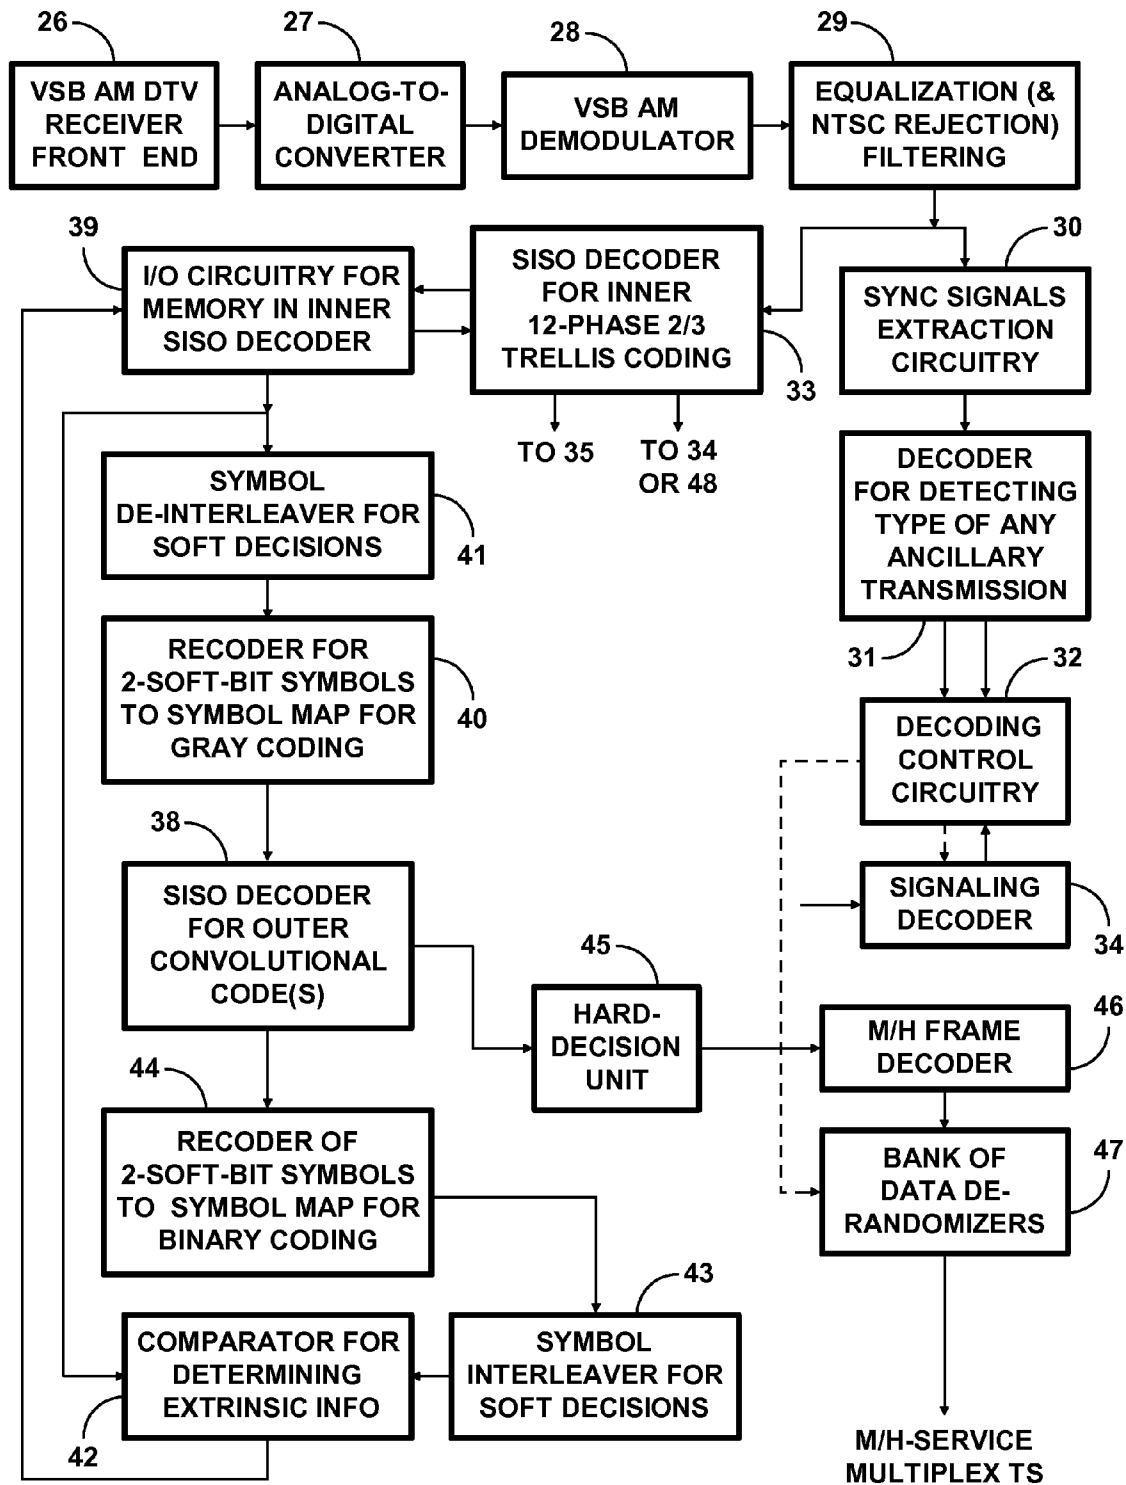 26
VSB AM DTV
RECEIVER
FRONT END
27
ANALOG-TO-
DIGITAL
CONVERTER
28
VSB AM
DEMODULATOR
29
EQUALIZATION (&
NTSC REJECTION)
FILTERING
39
I/O CIRCUITRY FOR
MEMORY IN INNER
SISO DECODER
SISO DECODER
FOR INNER
12-PHASE 2/3
TRELLIS CODING
33
TO 35
TO 34
OR 48
30
SYNC SIGNALS
EXTRACTION
CIRCUITRY
DECODER
FOR DETECTING
TYPE OF ANY
ANCILLARY
TRANSMISSION
31
32
DECODING
CONTROL
CIRCUITRY
SIGNALING
DECODER
34
SYMBOL
DE-INTERLEAVER FOR
SOFT DECISIONS
41
RECODER FOR
2-SOFT-BIT SYMBOLS
TO SYMBOL MAP FOR
GRAY CODING
40
38
SISO DECODER
FOR OUTER
CONVOLUTIONAL
CODE(S)
45
HARD-
DECISION
UNIT
M/H FRAME
DECODER
46
BANK OF
DATA DE-
RANDOMIZERS
47
44
RECODER OF
2-SOFT-BIT SYMBOLS
TO SYMBOL MAP FOR
BINARY CODING
43
SYMBOL
INTERLEAVER FOR
SOFT DECISIONS
COMPARATOR FOR
DETERMINING
EXTRINSIC INFO
42
M/H-SERVICE
MULTIPLEX TS